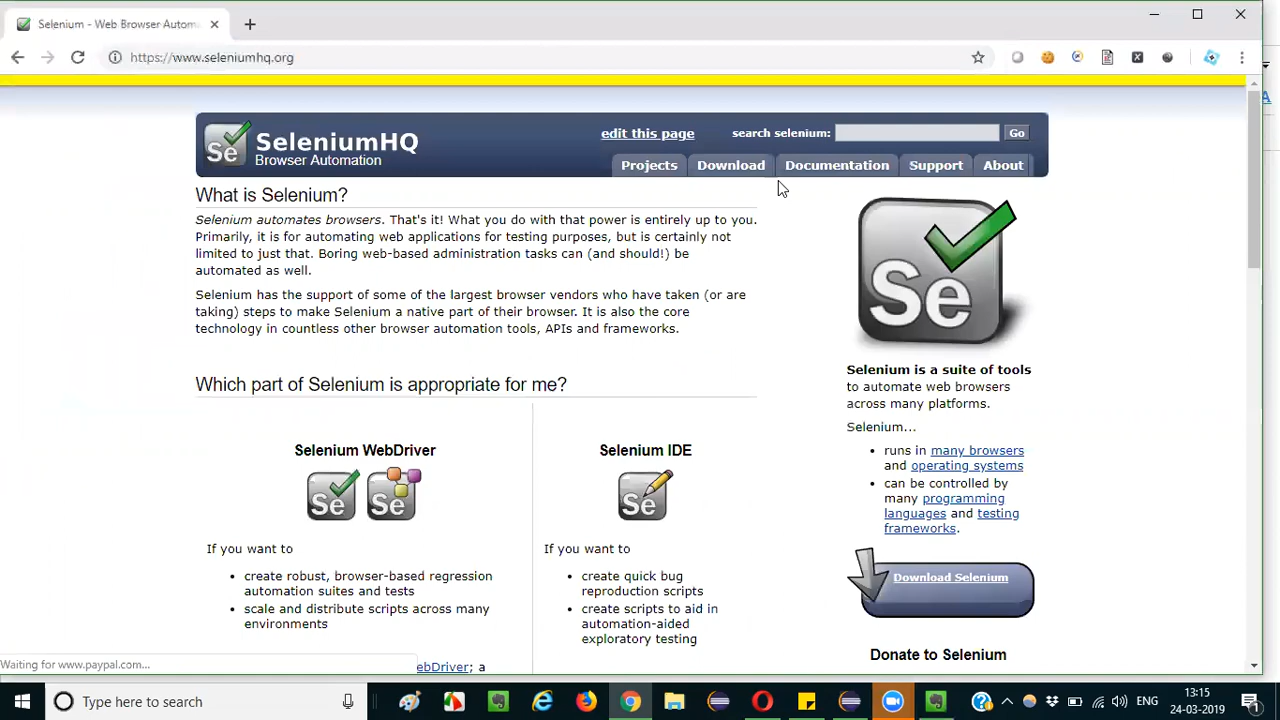 Selenium - Web Browser Autom
https://www.seleniumhq.org
Se
SeleniumHQ
Browser Automation
edit this page
search selenium:
Go
Projects
Download
Documentation
Support
About
What is Selenium?
Selenium automates browsers. That's it! What you do with that power is entirely up to you.
Primarily, it is for automating web applications for testing purposes, but is certainly not
limited to just that. Boring web-based administration tasks can (and should!) be
automated as well.
Selenium has the support of some of the largest browser vendors who have taken (or are
taking) steps to make Selenium a native part of their browser. It is also the core
technology in countless other browser automation tools, APIs and frameworks.
Which part of Selenium is appropriate for me?
Selenium WebDriver
Se
Se
If you want to
create robust, browser-based regression
automation suites and tests
scale and distribute scripts across many
environments
ebDriver; a
Selenium IDE
Se
If you want to
create quick bug
reproduction scripts
create scripts to aid in
automation-aided
exploratory testing
Se
Selenium is a suite of tools
to automate web browsers
across many platforms.
Selenium...
runs in many browsers
and operating systems
can be controlled by
many programming
languages and testing
frameworks.
Download Selenium
Donate to Selenium
Waiting for www.paypal.com...
A
Type here to search
ENG
13:15
24-03-2019